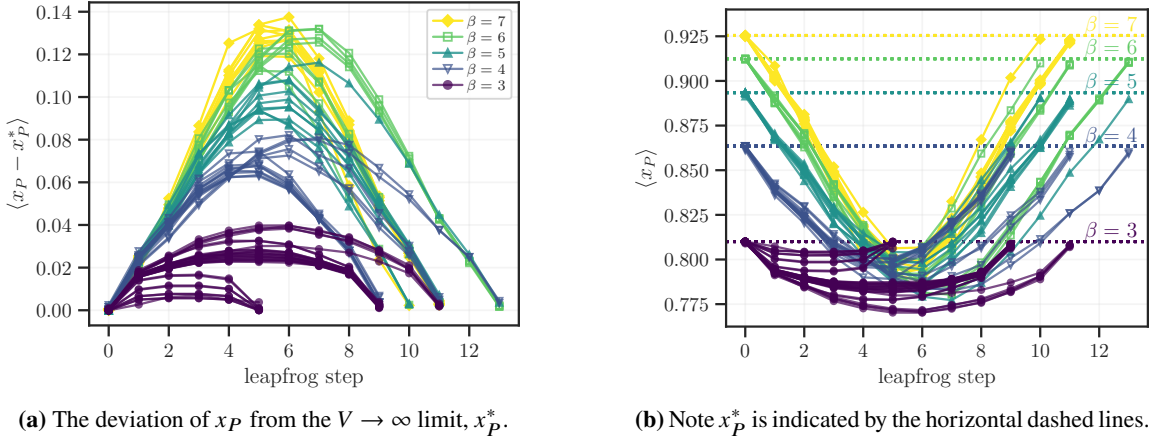 ⟨x_P − x*_P⟩
0.14
0.12
0.10
0.08
0.06
0.04
0.02
0.00
0 2 4 6 8 10 12
leapfrog step
β = 7
β = 6
β = 5
β = 4
β = 3
(a) The deviation of x_P from the V → ∞ limit, x*_P.
⟨x_P⟩
0.925
0.900
0.875
0.850
0.825
0.800
0.775
0 2 4 6 8 10 12
leapfrog step
β = 7
β = 6
β = 5
β = 4
β = 3
(b) Note x*_P is indicated by the horizontal dashed lines.